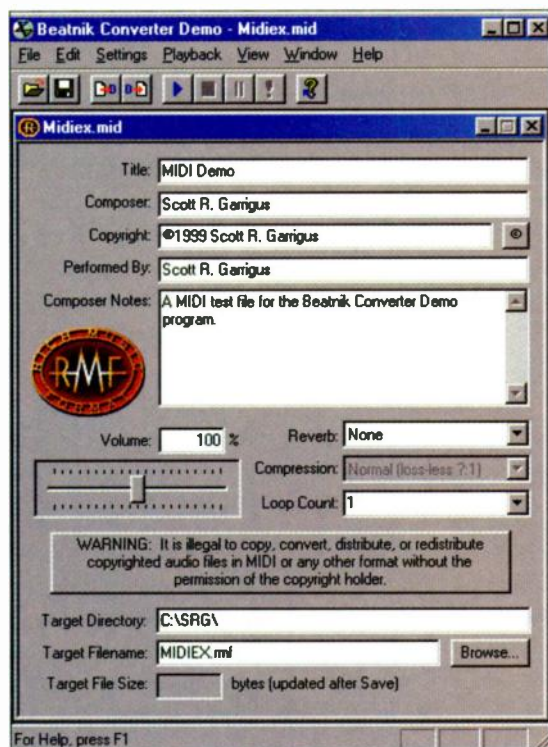 Beatnik Converter Demo - Midiex.mid
File Edit Settings Playback View Window Help
Midiex.mid
Title: MIDI Demo
Composer: Scott R. Garrigus
Copyright: ©1999 Scott R. Garrigus ©
Performed By: Scott R. Garrigus
Composer Notes: A MIDI test file for the Beatnik Converter Demo
program.
RICH MUSIC
RMF
FORMAT
Volume: 100 %
Reverb: None
Compression: Normal (loss-less ?:1)
Loop Count: 1
WARNING: It is illegal to copy, convert, distribute, or redistribute
copyrighted audio files in MIDI or any other format without the
permission of the copyright holder.
Target Directory: C:\SRG\
Target Filename: MIDIEX.rmf Browse...
Target File Size: bytes (updated after Save)
For Help, press F1